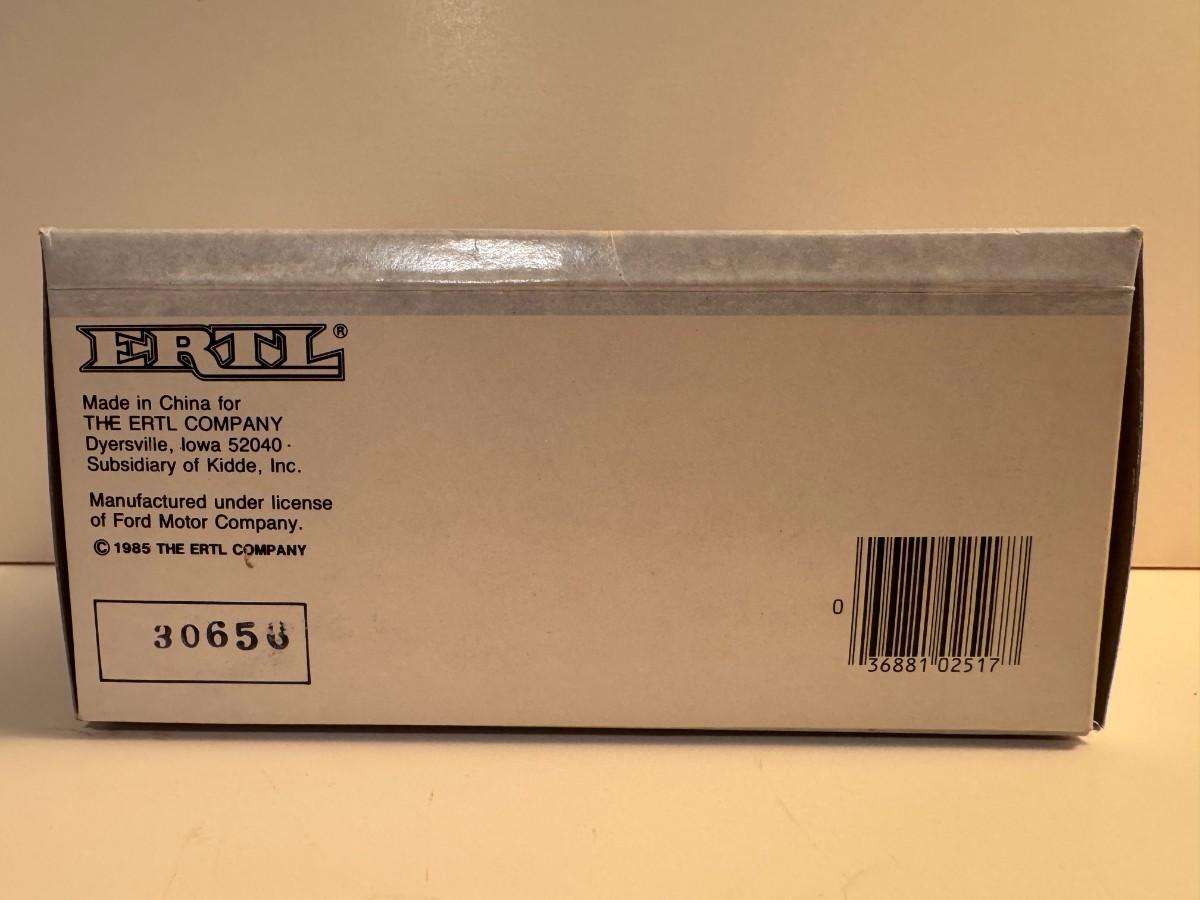 ERTL®
Made in China for
THE ERTL COMPANY
Dyersville, Iowa 52040
Subsidiary of Kidde, Inc.
Manufactured under license
of Ford Motor Company.
© 1985 THE ERTL COMPANY
0
36881 02517